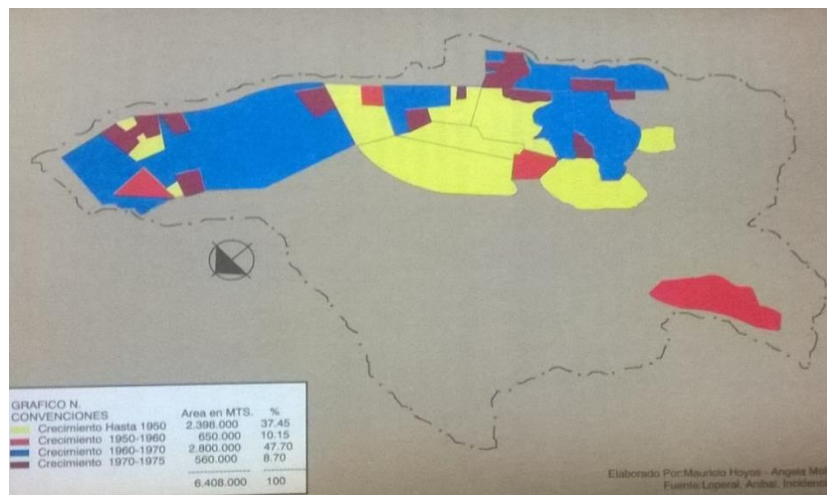 GRAFICO N.
CONVENCIONES Area en MTS. %
Crecimiento Hasta 1950 2.398.000 37.45
Crecimiento 1950-1960 650.000 10.15
Crecimiento 1960-1970 2.800.000 47.70
Crecimiento 1970-1975 560.000 8.70
6.408.000 100
Elaborado Por:Mauricio Hoyos - Angela
Fuente:Loperal, Anibal,